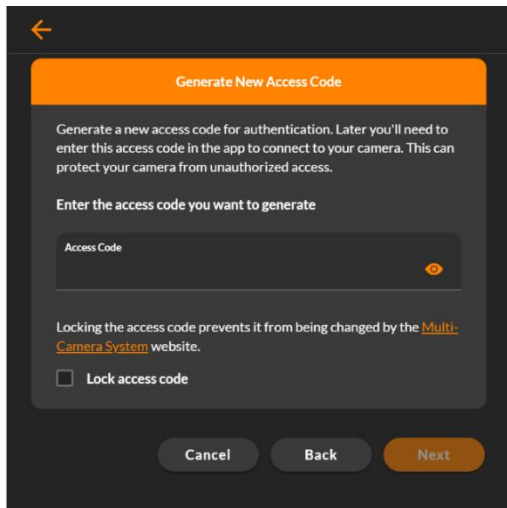 Generate New Access Code
Generate a new access code for authentication. Later you'll need to
enter this access code in the app to connect to your camera. This can
protect your camera from unauthorized access.
Enter the access code you want to generate
Access Code
Locking the access code prevents it from being changed by the Multi-
Camera System website.
Lock access code
Cancel Back Next